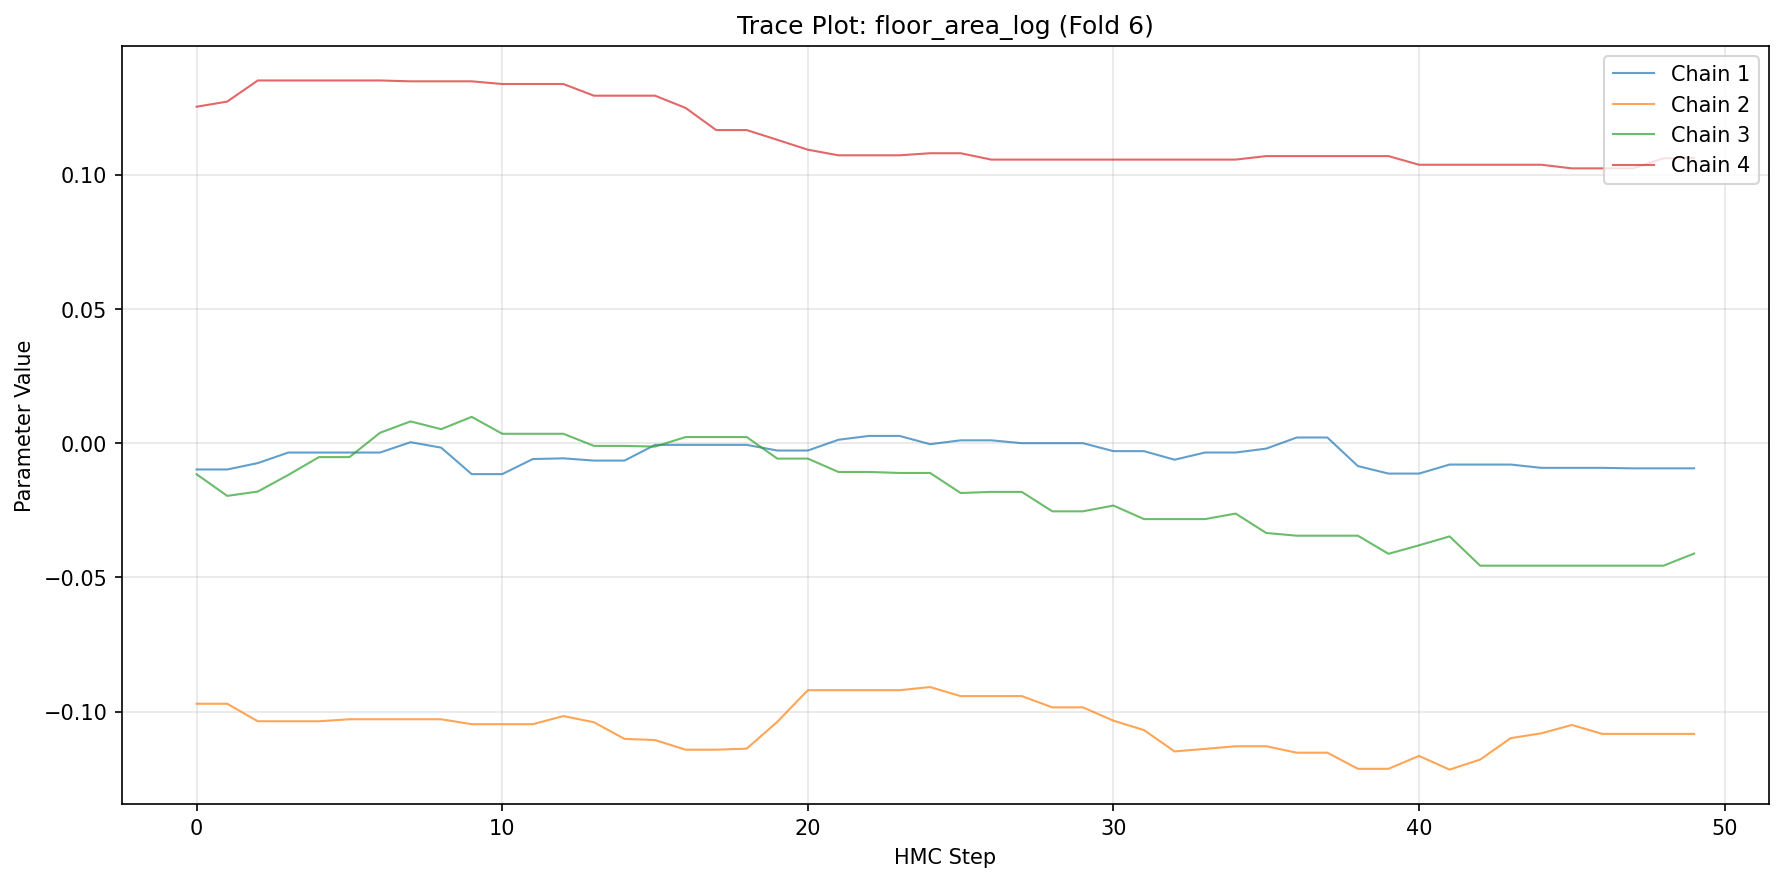 Trace Plot: floor_area_log (Fold 6)
Chain 1
Chain 2
Chain 3
Chain 4
0.10
0.05
0.00
−0.05
−0.10
Parameter Value
0 10 20 30 40 50
HMC Step